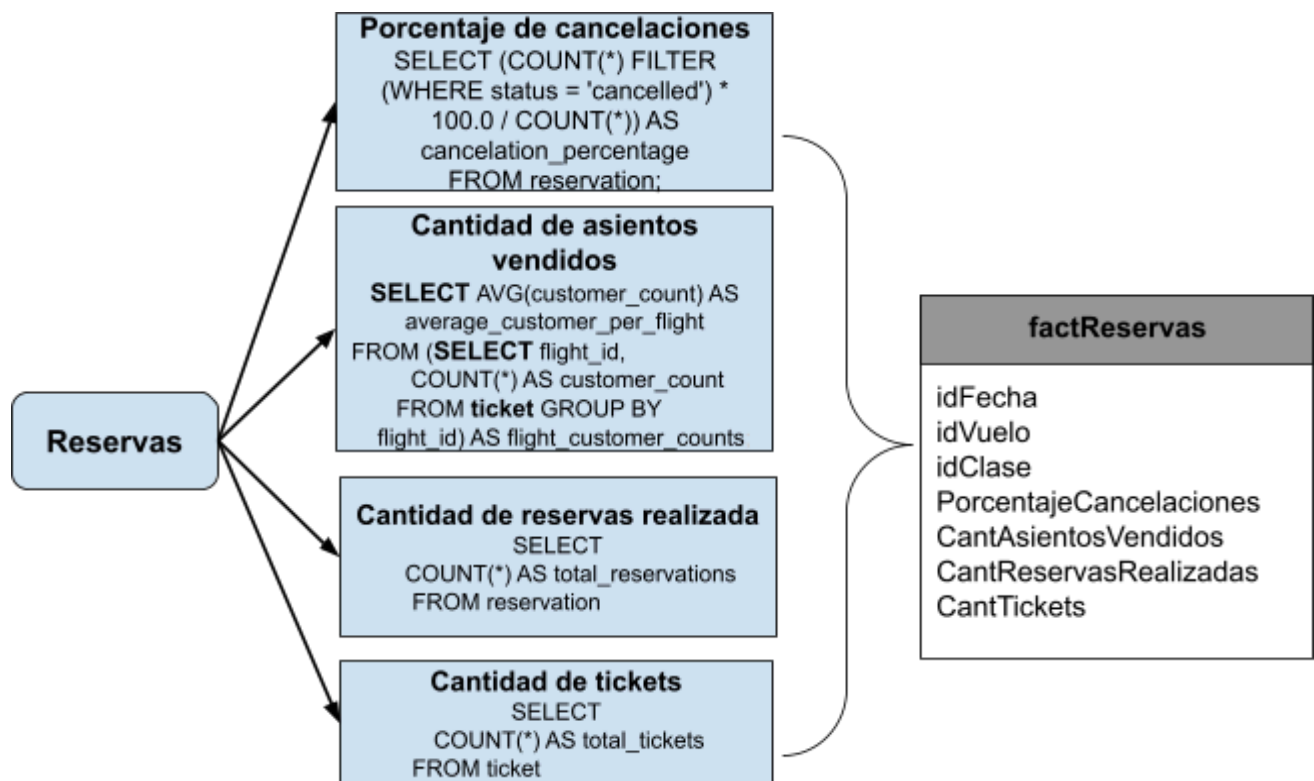 Porcentaje de cancelaciones
SELECT (COUNT(*) FILTER
(WHERE status = 'cancelled') *
100.0 / COUNT(*)) AS
cancelation_percentage
FROM reservation;
Cantidad de asientos
vendidos
SELECT AVG(customer_count) AS
average_customer_per_flight
FROM (SELECT flight_id,
COUNT(*) AS customer_count
FROM ticket GROUP BY
flight_id) AS flight_customer_counts
Reservas
Cantidad de reservas realizada
SELECT
COUNT(*) AS total_reservations
FROM reservation
Cantidad de tickets
SELECT
COUNT(*) AS total_tickets
FROM ticket
factReservas
idFecha
idVuelo
idClase
PorcentajeCancelaciones
CantAsientosVendidos
CantReservasRealizadas
CantTickets